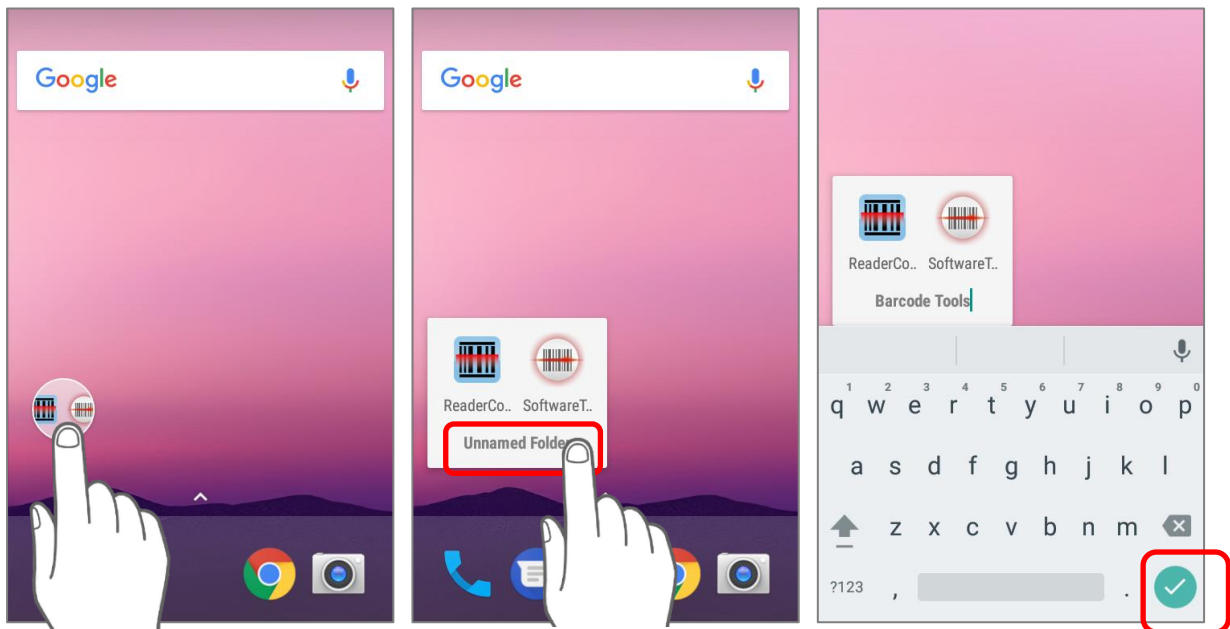 Google
Google
ReaderCo.. SoftwareT..
Unnamed Folder
ReaderCo.. SoftwareT..
Barcode Tools
1 2 3 4 5 6 7 8 9 0
q w e r t y u i o p
a s d f g h j k l
z x c v b n m
?123 , .